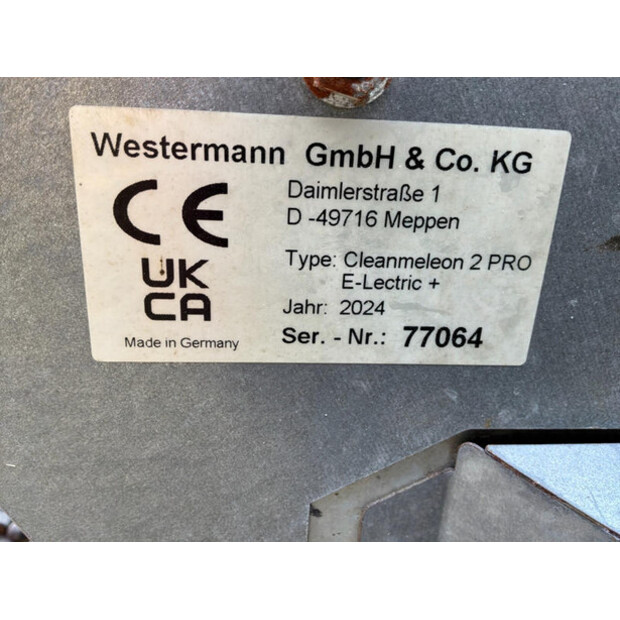 Westermann GmbH & Co. KG
Daimlerstraße 1
D -49716 Meppen
CE
UK
CA
Type: Cleanmeleon 2 PRO
E-Lectric +
Jahr: 2024
Made in Germany
Ser. - Nr.: 77064